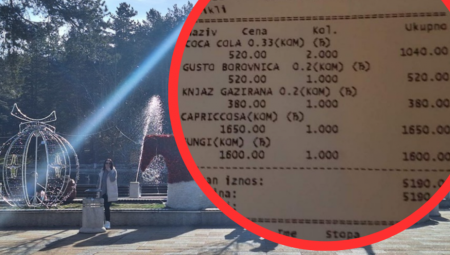 Naziv Cena Kol. Ukupno
COCA COLA 0.33(KOM) (Ђ)
520.00 2.000 1040.00
GUSTO BOROVNICA 0.2(KOM) (Ђ)
520.00 1.000 520.00
KNJAZ GAZIRANA 0.2(KOM) (Ђ)
380.00 1.000 380.00
CAPRICCOSA(KOM) (Ђ)
1650.00 1.000 1650.00
FUNGI(KOM) (Ђ)
1600.00 1.000 1600.00
iznos: 5190.
5190.
Stopa